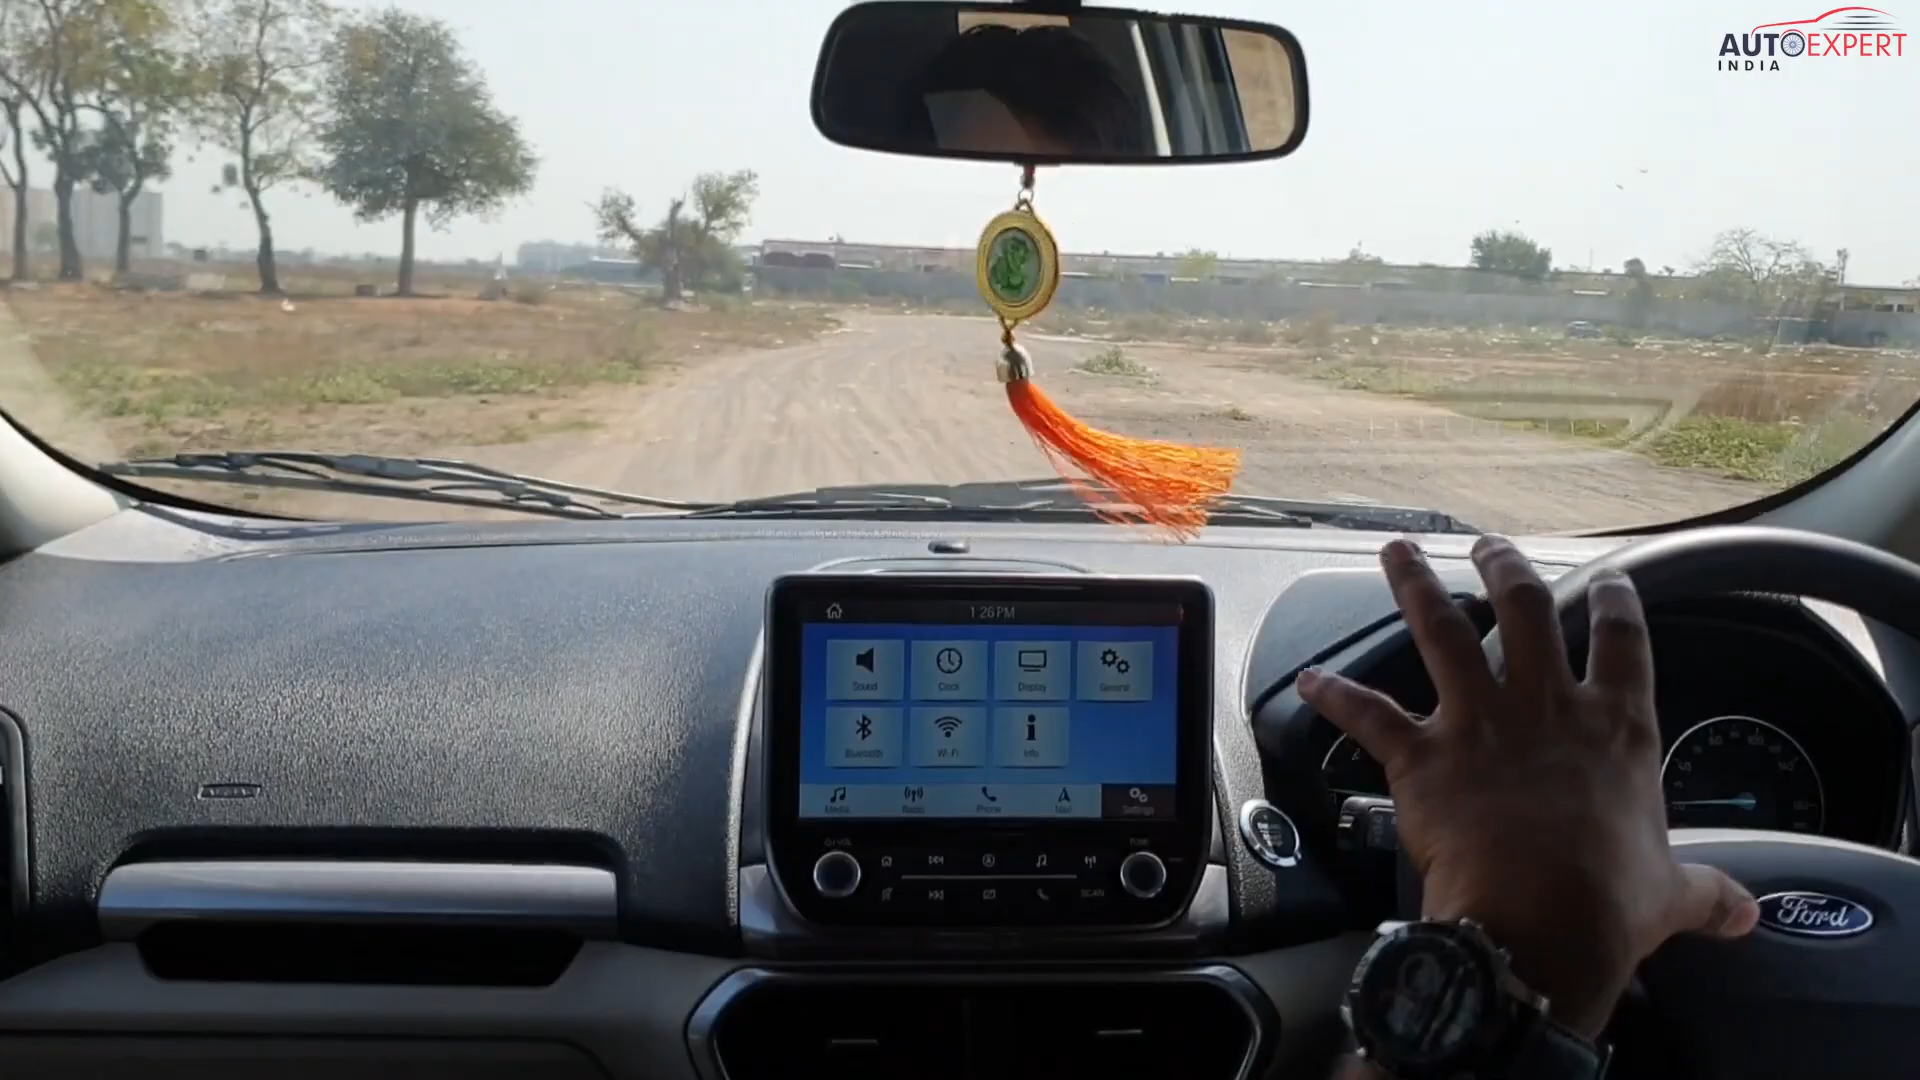 AUTOEXPERT
INDIA
1:26 PM
Sound
Clock
Display
General
Bluetooth
Wi-Fi
Info
Media
Radio
Phone
Navi
Settings
SCAN
Ford